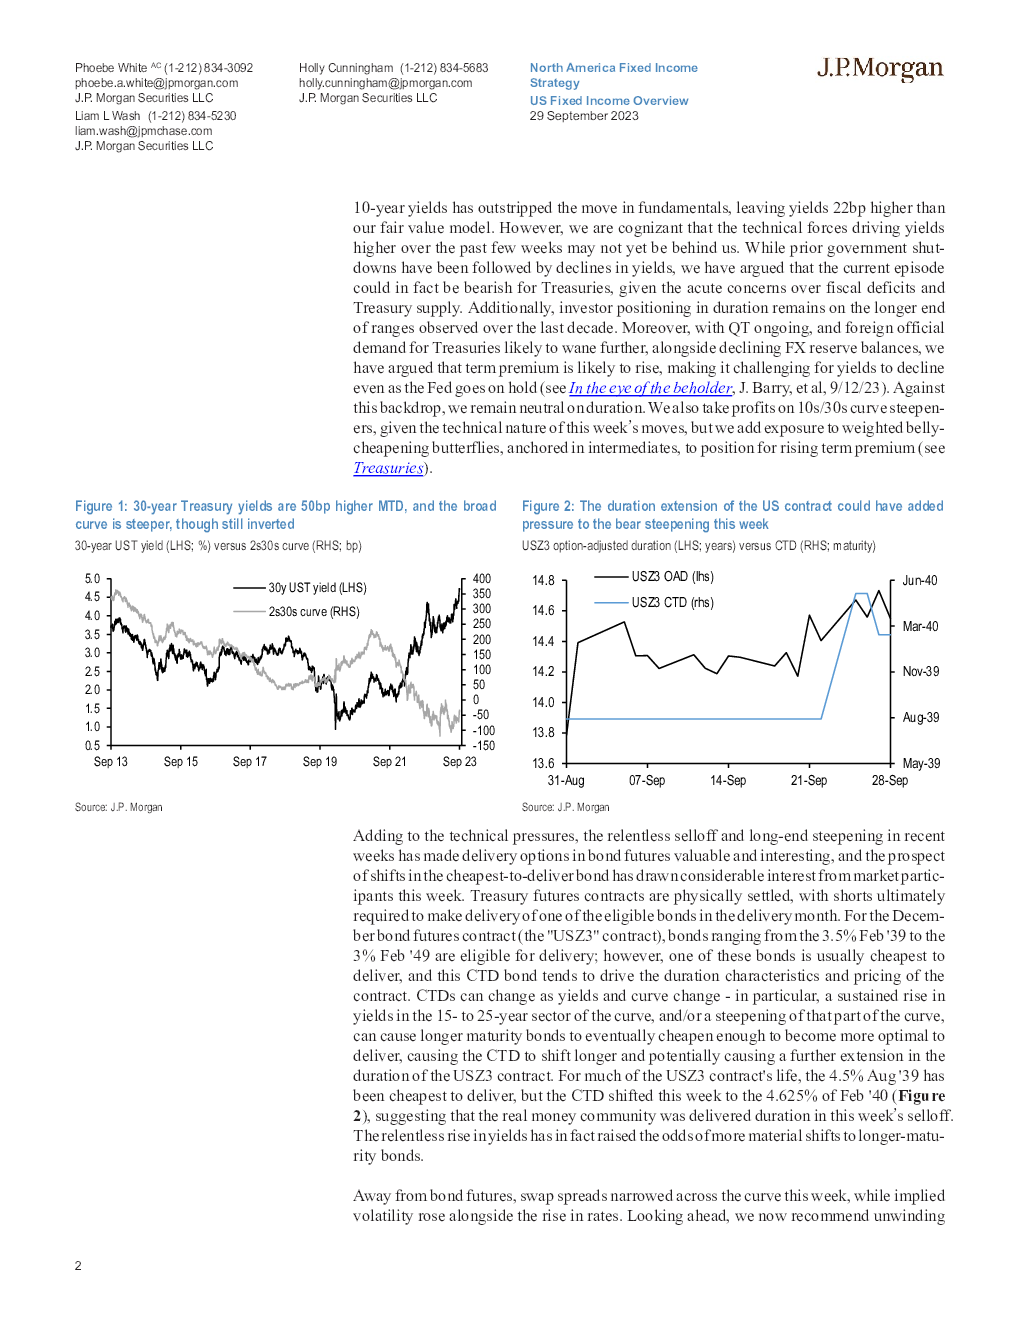 Phoebe White AC (1-212) 834-3092
phoebe.a.white@jpmorgan.com
J.P. Morgan Securities LLC
Liam L Wash (1-212) 834-5230
liam.wash@jpmchase.com
J.P. Morgan Securities LLC
Holly Cunningham (1-212) 834-5683
holly.cunningham@jpmorgan.com
J.P. Morgan Securities LLC
North America Fixed Income
Strategy
US Fixed Income Overview
29 September 2023
J.P.Morgan
10-year yields has outstripped the move in fundamentals, leaving yields 22bp higher than
our fair value model. However, we are cognizant that the technical forces driving yields
higher over the past few weeks may not yet be behind us. While prior government shut-
downs have been followed by declines in yields, we have argued that the current episode
could in fact be bearish for Treasuries, given the acute concerns over fiscal deficits and
Treasury supply. Additionally, investor positioning in duration remains on the longer end
of ranges observed over the last decade. Moreover, with QT ongoing, and foreign official
demand for Treasuries likely to wane further, alongside declining FX reserve balances, we
have argued that term premium is likely to rise, making it challenging for yields to decline
even as the Fed goes on hold (see In the eye of the beholder, J. Barry, et al, 9/12/23). Against
this backdrop, we remain neutral on duration. We also take profits on 10s/30s curve steepen-
ers, given the technical nature of this week's moves, but we add exposure to weighted belly-
cheapening butterflies, anchored in intermediates, to position for rising term premium (see
Treasuries).
Figure 1: 30-year Treasury yields are 50bp higher MTD, and the broad
curve is steeper, though still inverted
30-year UST yield (LHS; %) versus 2s30s curve (RHS; bp)
30y UST yield (LHS)
2s30s curve (RHS)
5.0
4.5
4.0
3.5
3.0
2.5
2.0
1.5
1.0
0.5
400
350
300
250
200
150
100
50
0
-50
-100
-150
Sep 13 Sep 15 Sep 17 Sep 19 Sep 21 Sep 23
Source: J.P. Morgan
Figure 2: The duration extension of the US contract could have added
pressure to the bear steepening this week
USZ3 option-adjusted duration (LHS; years) versus CTD (RHS; maturity)
USZ3 OAD (lhs)
USZ3 CTD (rhs)
14.8
14.6
14.4
14.2
14.0
13.8
13.6
Jun-40
Mar-40
Nov-39
Aug-39
May-39
31-Aug 07-Sep 14-Sep 21-Sep 28-Sep
Source: J.P. Morgan
Adding to the technical pressures, the relentless selloff and long-end steepening in recent
weeks has made delivery options in bond futures valuable and interesting, and the prospect
of shifts in the cheapest-to-deliver bond has drawn considerable interest from market partic-
ipants this week. Treasury futures contracts are physically settled, with shorts ultimately
required to make delivery of one of the eligible bonds in the delivery month. For the Decem-
ber bond futures contract (the "USZ3" contract), bonds ranging from the 3.5% Feb '39 to the
3% Feb '49 are eligible for delivery; however, one of these bonds is usually cheapest to
deliver, and this CTD bond tends to drive the duration characteristics and pricing of the
contract. CTDs can change as yields and curve change - in particular, a sustained rise in
yields in the 15- to 25-year sector of the curve, and/or a steepening of that part of the curve,
can cause longer maturity bonds to eventually cheapen enough to become more optimal to
deliver, causing the CTD to shift longer and potentially causing a further extension in the
duration of the USZ3 contract. For much of the USZ3 contract's life, the 4.5% Aug '39 has
been cheapest to deliver, but the CTD shifted this week to the 4.625% of Feb '40 (Figure
2), suggesting that the real money community was delivered duration in this week's selloff.
The relentless rise in yields has in fact raised the odds of more material shifts to longer-matu-
rity bonds.
Away from bond futures, swap spreads narrowed across the curve this week, while implied
volatility rose alongside the rise in rates. Looking ahead, we now recommend unwinding
2